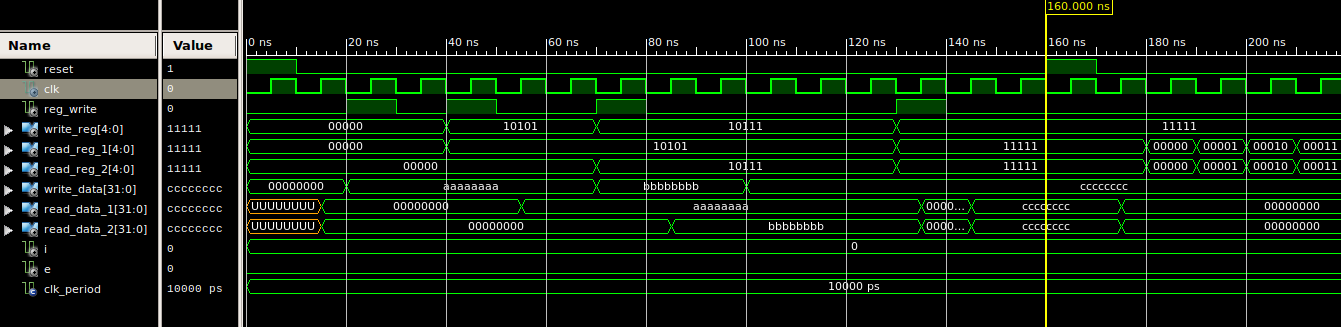 160.000 ns
Name Value 0 ns 20 ns 40 ns 60 ns 80 ns 100 ns 120 ns 140 ns 160 ns 180 ns 200 ns
reset 1
clk 0
reg_write 0
write_reg[4:0] 11111 00000 10101 10111 11111
read_reg_1[4:0] 11111 00000 10101 11111 00000 00001 00010 00011
read_reg_2[4:0] 11111 00000 10111 11111 00000 00001 00010 00011
write_data[31:0] cccccccc 00000000 aaaaaaaa bbbbbbbb cccccccc
read_data_1[31:0] cccccccc UUUUUUUU 00000000 aaaaaaaa 0000... cccccccc 00000000
read_data_2[31:0] cccccccc UUUUUUUU 00000000 bbbbbbbb 0000... cccccccc 00000000
i 0 0
e 0
clk_period 10000 ps 10000 ps